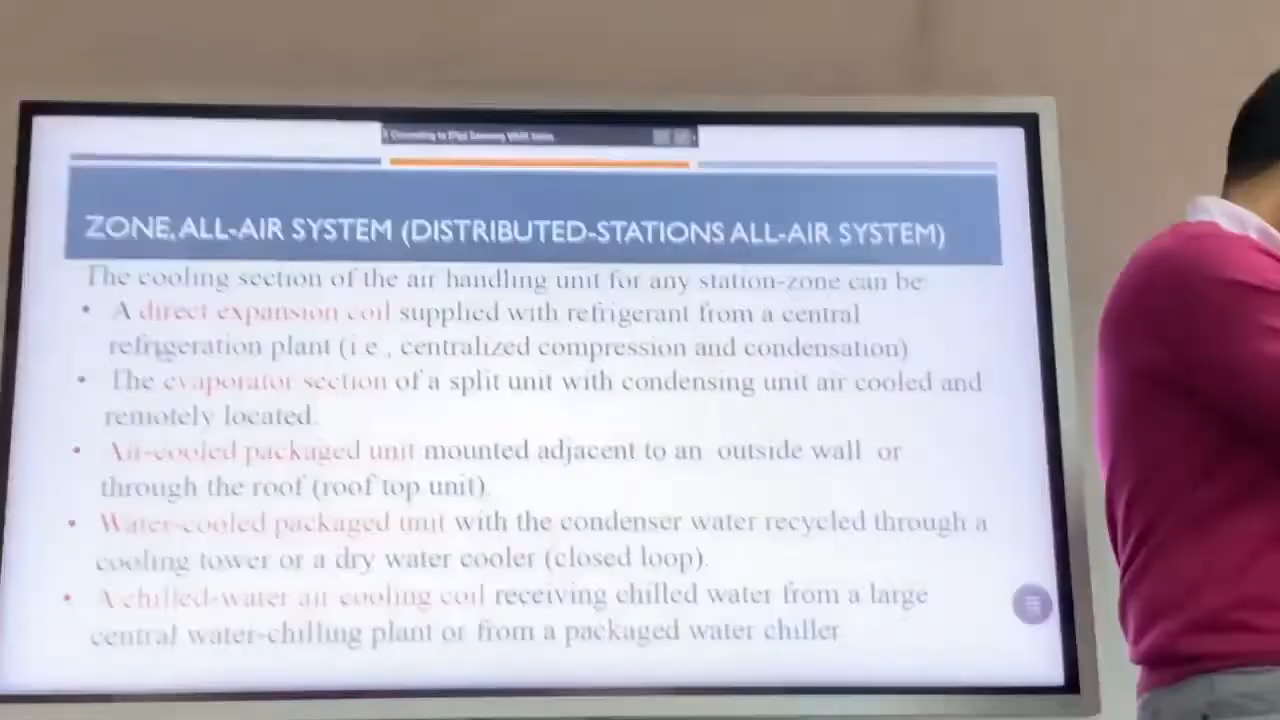 ZONE, ALL-AIR SYSTEM (DISTRIBUTED-STATIONS ALL-AIR SYSTEM)
The cooling section of the air handling unit for any station-zone can be
• A direct expansion coil supplied with refrigerant from a central
refrigeration plant (i.e., centralized compression and condensation)
• The evaporator section of a split unit with condensing unit air cooled and
remotely located.
• Air-cooled packaged unit mounted adjacent to an outside wall or
through the roof (roof top unit).
• Water-cooled packaged unit with the condenser water recycled through a
cooling tower or a dry water cooler (closed loop).
• A chilled-water air cooling coil receiving chilled water from a large
central water-chilling plant or from a packaged water chiller